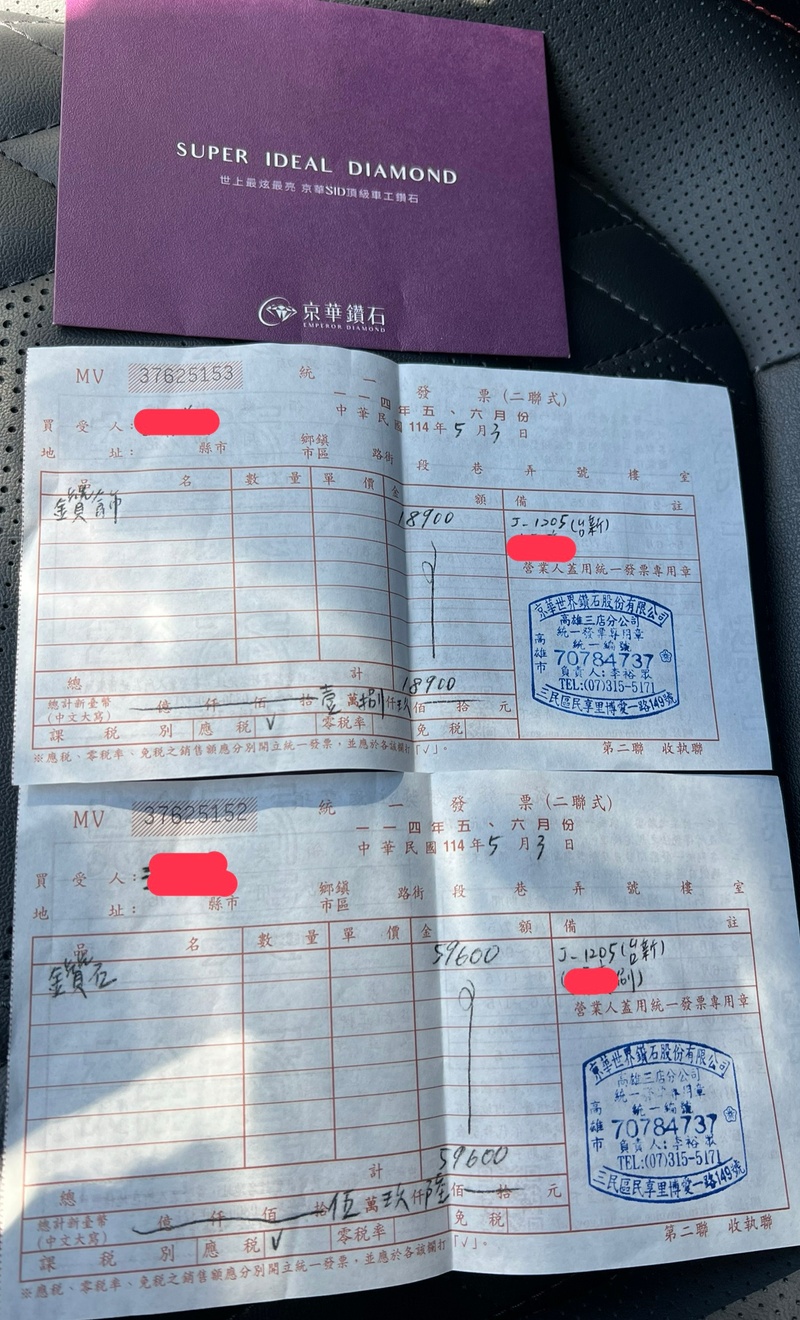 SUPER IDEAL DIAMOND
世上最炫最亮 京華SID頂級車工鑽石
京華鑽石
EMPEROR DIAMOND
MV 37625153 統一發票(二聯式)
一一四年五、六月份
買受人：
中華民國114年5月3日
地址： 縣市 鄉鎮市區 路街 段 巷 弄 號 樓 室
品名 數量 單價 金額 備註
鑽飾 18900 J-1205(台新)
營業人蓋用統一發票專用章
京華世界鑽石股份有限公司
高雄三店分公司
統一發票專用章
統一編號
高雄市 70784737
負責人：李裕
TEL:(07)315-5171
三民區民享里博愛一路149號
總計 18900
總計新臺幣(中文大寫) 億 仟 佰 拾 壹萬捌仟玖佰 拾 元
課稅別 應稅 ✓ 零稅率 免稅
※應稅、零稅率、免稅之銷售額應分別開立統一發票，並應於各該欄打「✓」。
第二聯 收執聯
MV 37625152 統一發票(二聯式)
一一四年五、六月份
中華民國114年5月3日
買受人：
地址： 縣市 鄉鎮市區 路街 段 巷 弄 號 樓 室
品名 數量 單價 金額 備註
鑽石 59600 J-1205(台新)
刷)
營業人蓋用統一發票專用章
京華世界鑽石股份有限公司
高雄三店分公司
統一 專用章
統一編號
高雄市 70784737
負責人：李裕
TEL:(07)315-5171
三民區民享里博愛一路149號
總計 59600
總計新臺幣(中文大寫) 億 仟 佰 拾 伍萬玖仟陸佰 拾 元
課稅別 應稅 ✓ 零稅率 免稅
※應稅、零稅率、免稅之銷售額應分別開立統一發票，並應於各該欄打「✓」。
第二聯 收執聯